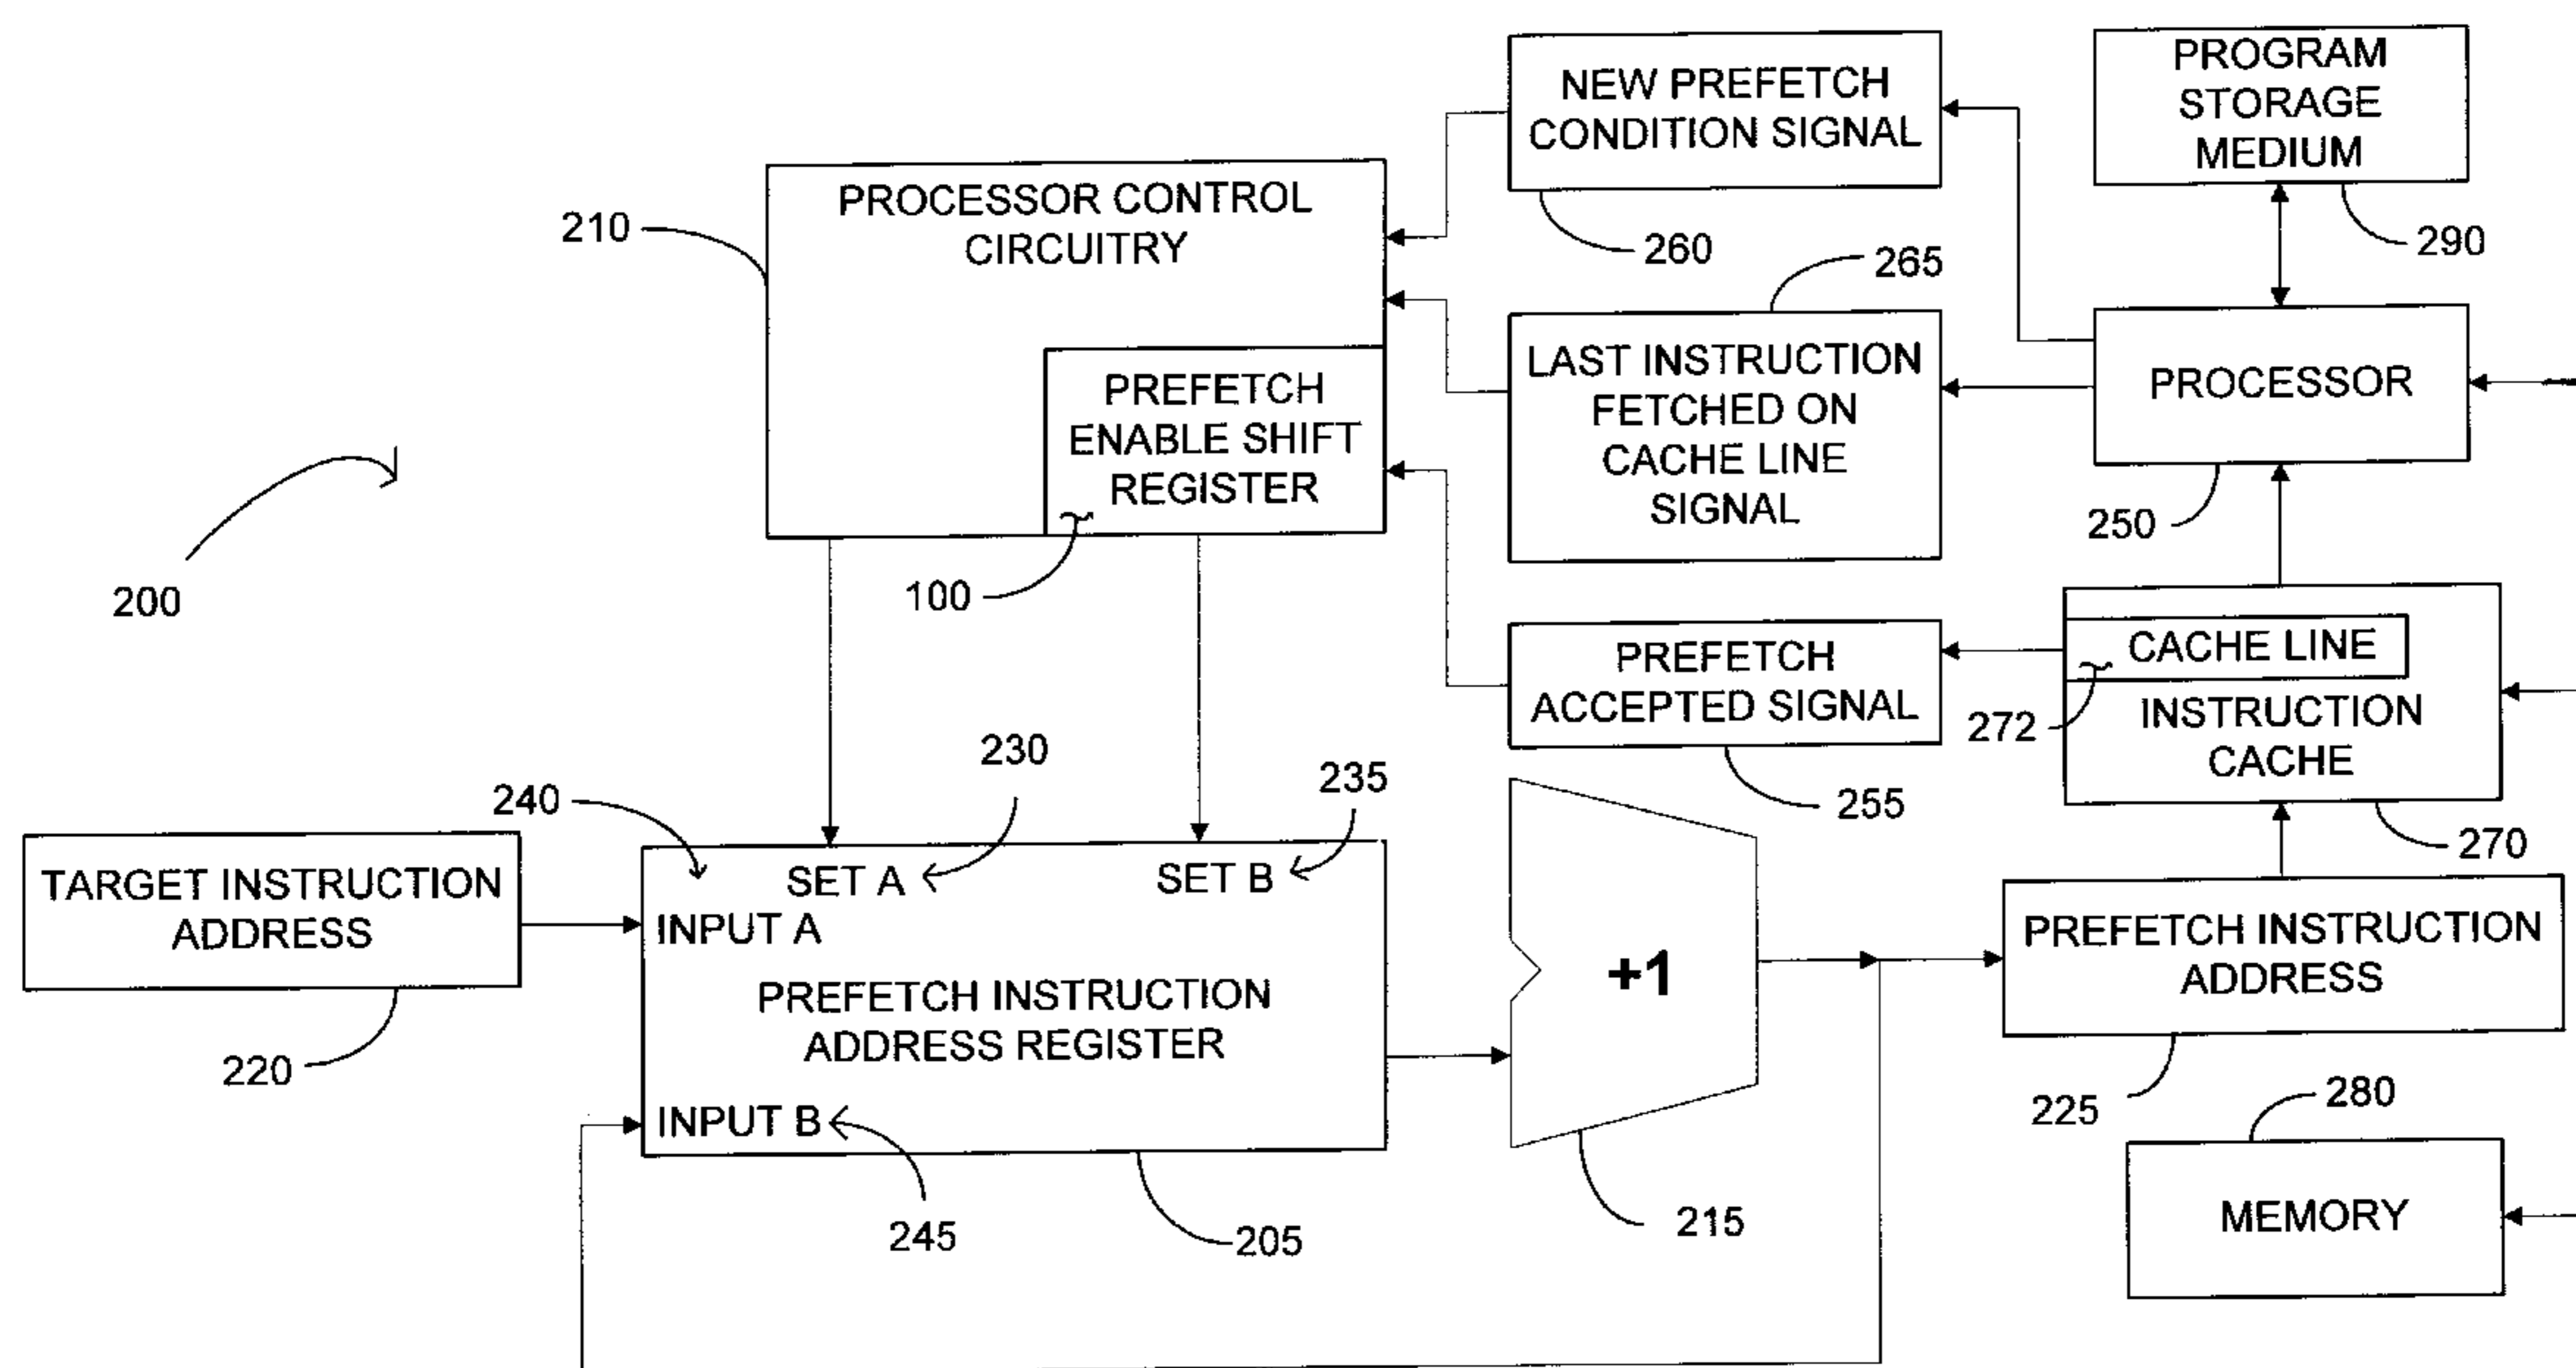 NEW PREFETCH
CONDITION SIGNAL
260
PROGRAM
STORAGE
MEDIUM
290
PROCESSOR CONTROL
CIRCUITRY
210
PREFETCH
ENABLE SHIFT
REGISTER
100
265
LAST INSTRUCTION
FETCHED ON
CACHE LINE
SIGNAL
PROCESSOR
250
200
PREFETCH
ACCEPTED SIGNAL
255
CACHE LINE
272
INSTRUCTION
CACHE
270
TARGET INSTRUCTION
ADDRESS
220
240
230
235
SET A
SET B
INPUT A
PREFETCH INSTRUCTION
ADDRESS REGISTER
INPUT B
245
205
+1
215
PREFETCH INSTRUCTION
ADDRESS
225
280
MEMORY